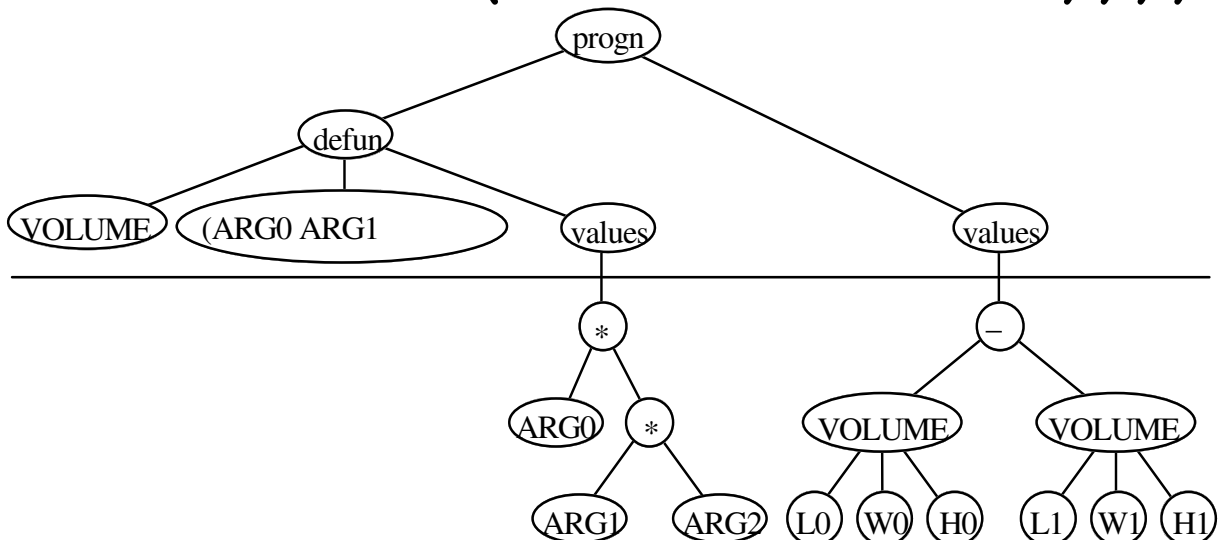 progn
defun
VOLUME (ARG0 ARG1 values values
* –
ARG0 * VOLUME VOLUME
ARG1 ARG2 L0 W0 H0 L1 W1 H1